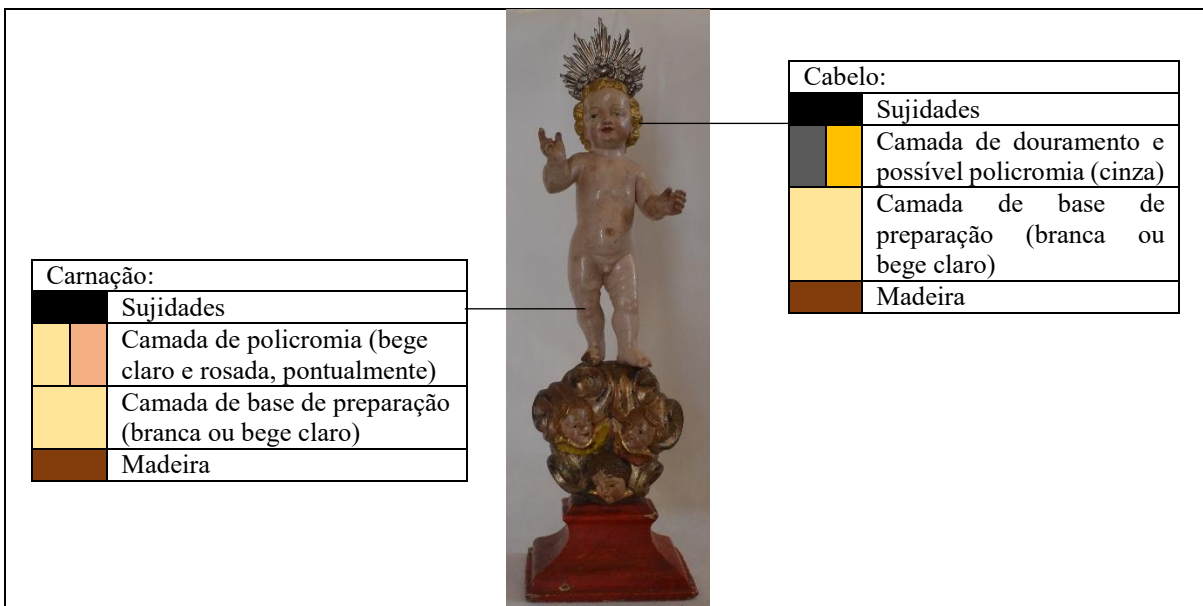 Cabelo:
Sujidades
Camada de douramento e
possível policromia (cinza)
Camada de base de
preparação (branca ou
bege claro)
Madeira
Carnação:
Sujidades
Camada de policromia (bege
claro e rosada, pontualmente)
Camada de base de preparação
(branca ou bege claro)
Madeira